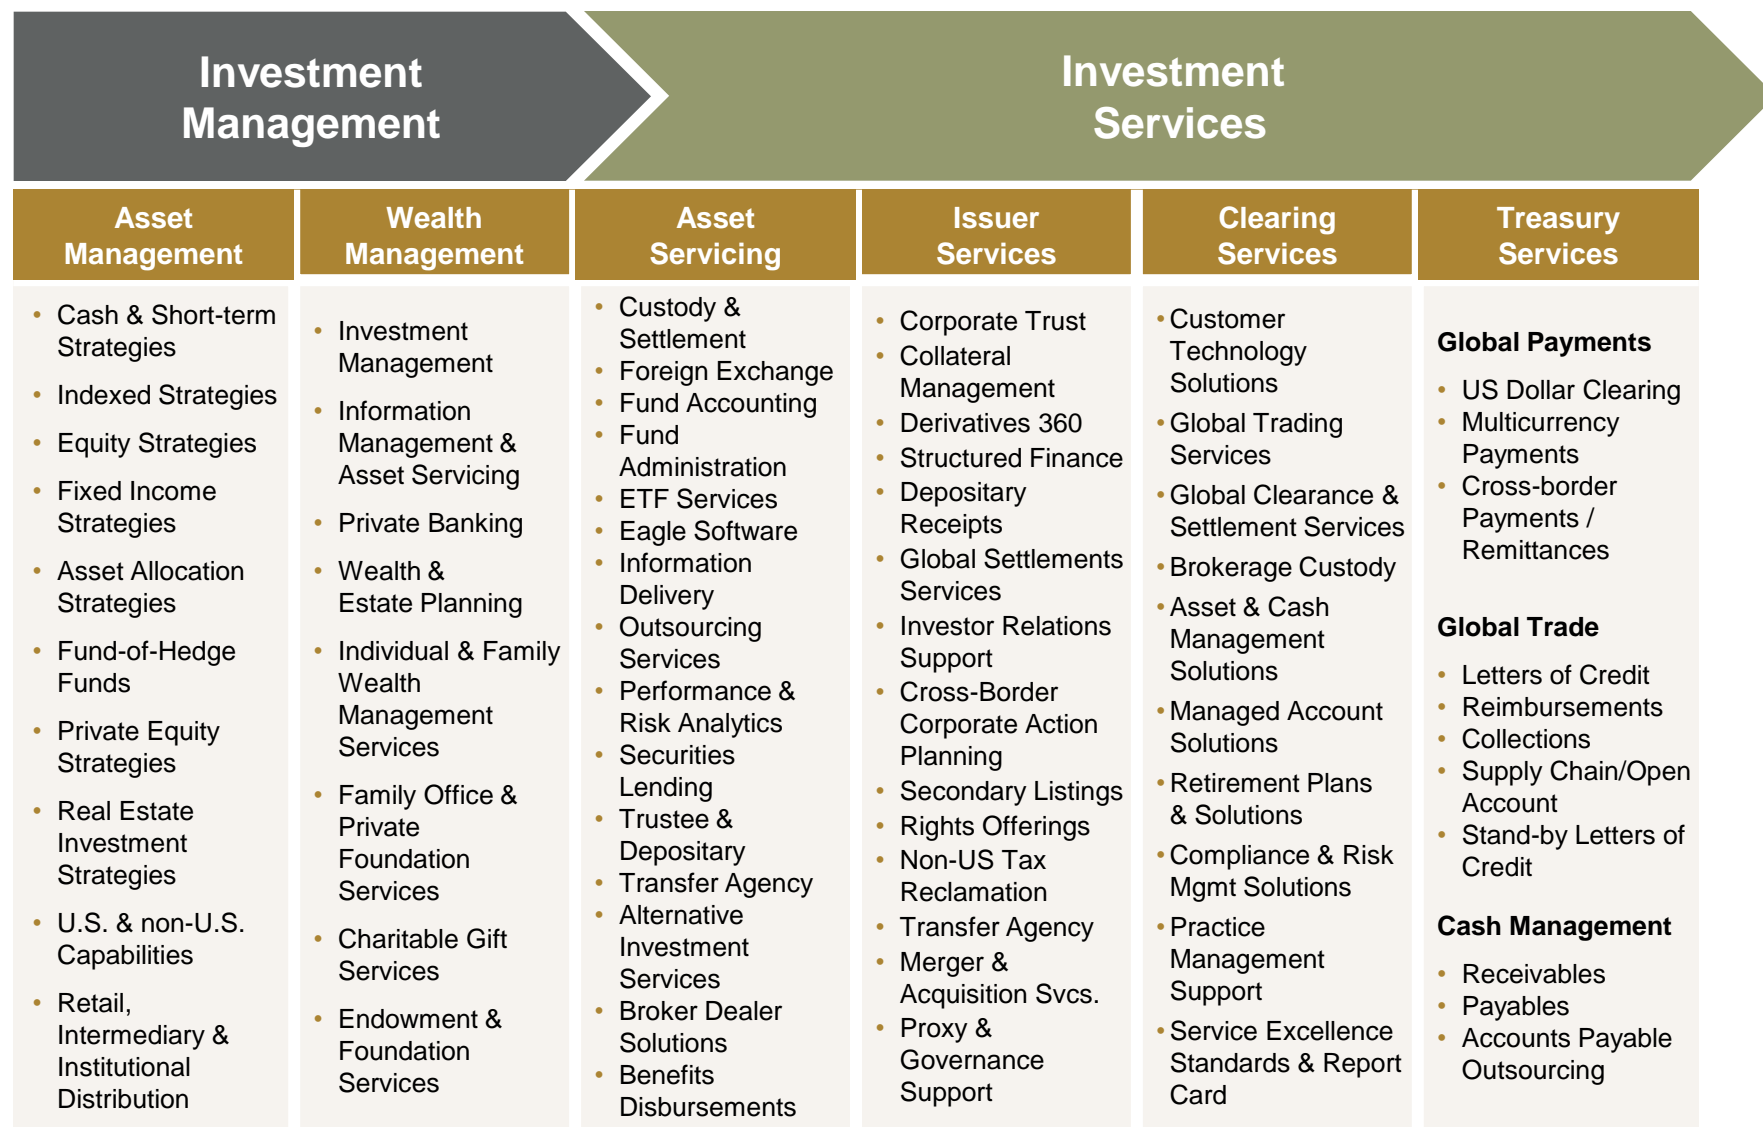 Investment
Management
Investment
Services
Asset
Management
• Cash & Short-term
Strategies
• Indexed Strategies
• Equity Strategies
• Fixed Income
Strategies
• Asset Allocation
Strategies
• Fund-of-Hedge
Funds
• Private Equity
Strategies
• Real Estate
Investment
Strategies
• U.S. & non-U.S.
Capabilities
• Retail,
Intermediary &
Institutional
Distribution
Wealth
Management
• Investment
Management
• Information
Management &
Asset Servicing
• Private Banking
• Wealth &
Estate Planning
• Individual & Family
Wealth
Management
Services
• Family Office &
Private
Foundation
Services
• Charitable Gift
Services
• Endowment &
Foundation
Services
Asset
Servicing
• Custody &
Settlement
• Foreign Exchange
• Fund Accounting
• Fund
Administration
• ETF Services
• Eagle Software
• Information
Delivery
• Outsourcing
Services
• Performance &
Risk Analytics
• Securities
Lending
• Trustee &
Depositary
• Transfer Agency
• Alternative
Investment
Services
• Broker Dealer
Solutions
• Benefits
Disbursements
Issuer
Services
• Corporate Trust
• Collateral
Management
• Derivatives 360
• Structured Finance
• Depositary
Receipts
• Global Settlements
Services
• Investor Relations
Support
• Cross-Border
Corporate Action
Planning
• Secondary Listings
• Rights Offerings
• Non-US Tax
Reclamation
• Transfer Agency
• Merger &
Acquisition Svcs.
• Proxy &
Governance
Support
Clearing
Services
• Customer
Technology
Solutions
• Global Trading
Services
• Global Clearance &
Settlement Services
• Brokerage Custody
• Asset & Cash
Management
Solutions
• Managed Account
Solutions
• Retirement Plans
& Solutions
• Compliance & Risk
Mgmt Solutions
• Practice
Management
Support
• Service Excellence
Standards & Report
Card
Treasury
Services
Global Payments
• US Dollar Clearing
• Multicurrency
Payments
• Cross-border
Payments /
Remittances
Global Trade
• Letters of Credit
• Reimbursements
• Collections
• Supply Chain/Open
Account
• Stand-by Letters of
Credit
Cash Management
• Receivables
• Payables
• Accounts Payable
Outsourcing